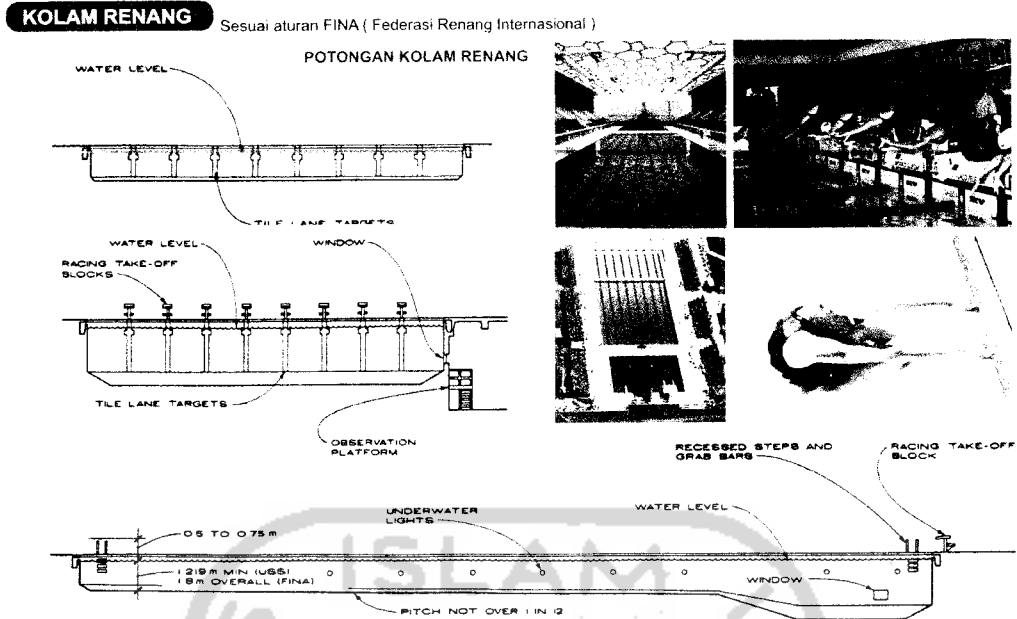 KOLAM RENANG
Sesuai aturan FINA ( Federasi Renang Internasional )
POTONGAN KOLAM RENANG
WATER LEVEL
TILE LANE TARGETS
WATER LEVEL
WINDOW
RACING TAKE-OFF
BLOCKS
TILE LANE TARGETS
OBSERVATION
PLATFORM
RECESSED STEPS AND
GRAB BARS
RACING TAKE-OFF
BLOCK
UNDERWATER
LIGHTS
WATER LEVEL
0.5 TO 0.75 m
1.219 m MIN (USS)
1.8m OVERALL (FINA)
WINDOW
PITCH NOT OVER 1 IN 12
ISLAM